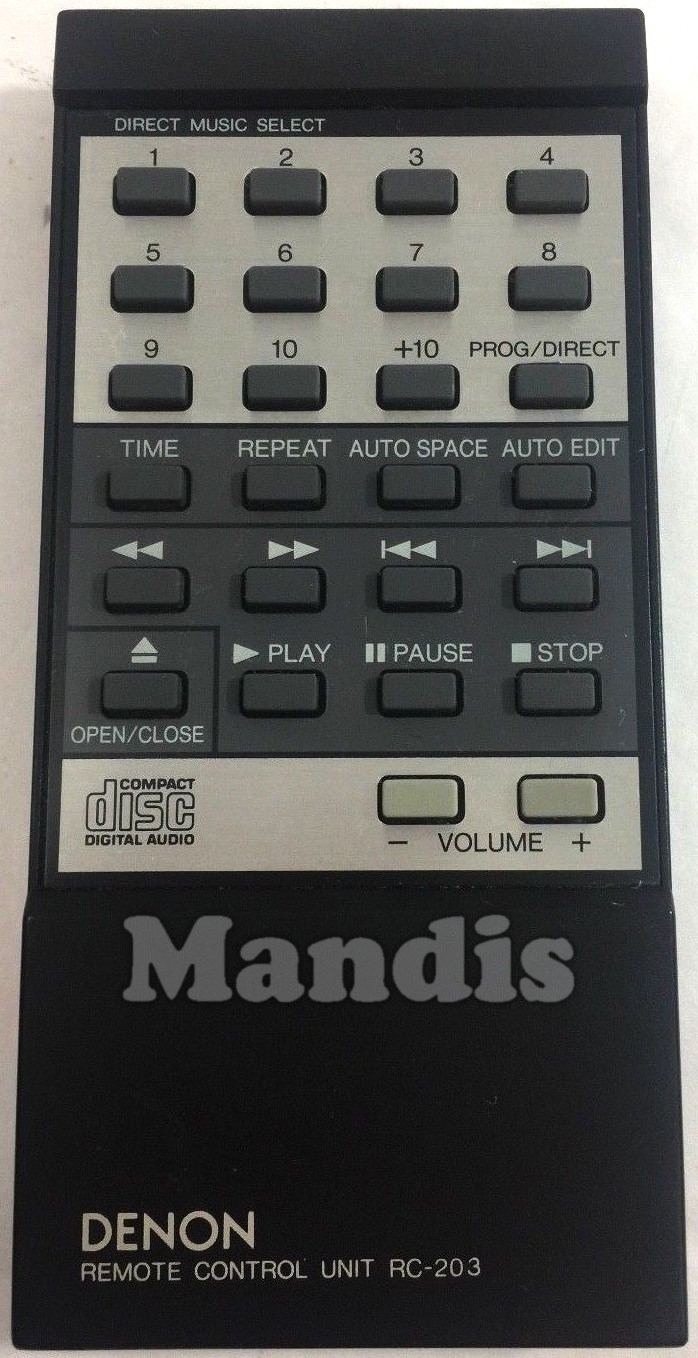 DIRECT MUSIC SELECT
1 2 3 4
5 6 7 8
9 10 +10 PROG/DIRECT
TIME REPEAT AUTO SPACE AUTO EDIT
PLAY PAUSE STOP
OPEN/CLOSE
COMPACT
disc
DIGITAL AUDIO
− VOLUME +
Mandis
DENON
REMOTE CONTROL UNIT RC-203